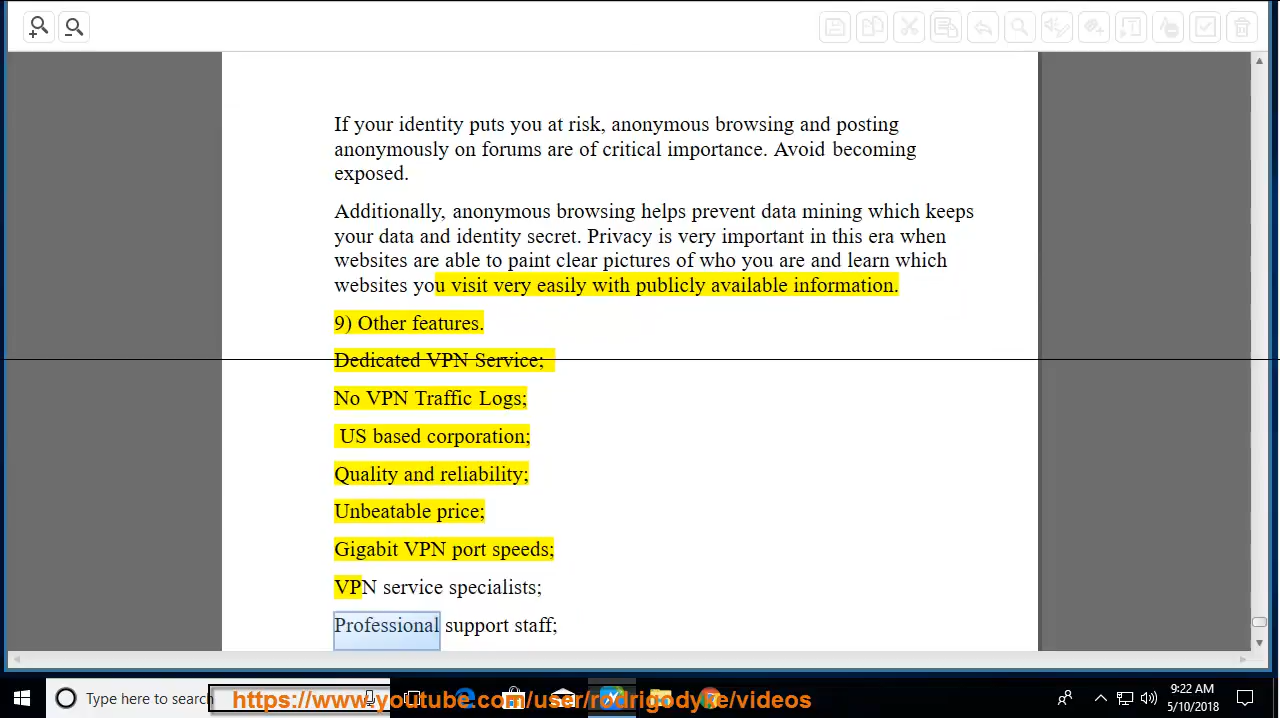 If your identity puts you at risk, anonymous browsing and posting
anonymously on forums are of critical importance. Avoid becoming
exposed.
Additionally, anonymous browsing helps prevent data mining which keeps
your data and identity secret. Privacy is very important in this era when
websites are able to paint clear pictures of who you are and learn which
websites you visit very easily with publicly available information.
9) Other features.
Dedicated VPN Service;
No VPN Traffic Logs;
US based corporation;
Quality and reliability;
Unbeatable price;
Gigabit VPN port speeds;
VPN service specialists;
Professional support staff;
Type here to search
https://www.youtube.com/user/rodrigodyke/videos
9:22 AM
5/10/2018